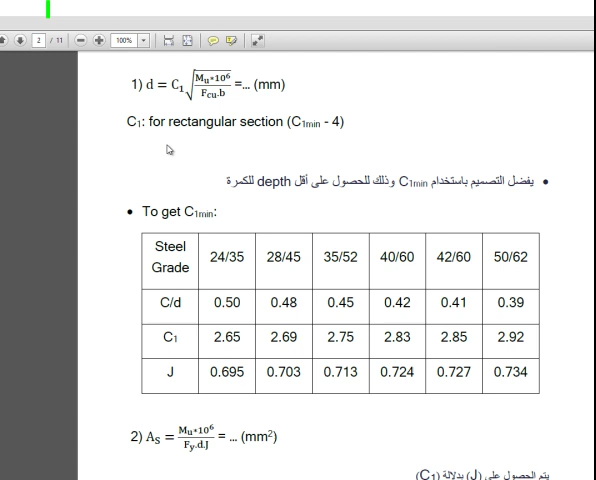 2 / 11 100%
1) d = C₁√(Mu*10⁶ / Fcu.b) =... (mm)
C₁: for rectangular section (C1min - 4)
يفضل التصميم باستخدام C1min وذلك للحصول على أقل depth للكمرة
• To get C1min:
Steel Grade 24/35 28/45 35/52 40/60 42/60 50/62
C/d 0.50 0.48 0.45 0.42 0.41 0.39
C₁ 2.65 2.69 2.75 2.83 2.85 2.92
J 0.695 0.703 0.713 0.724 0.727 0.734
2) As = Mu*10⁶ / Fy.d.J = ... (mm²)
يتم الحصول على (J) بدلالة (C₁)